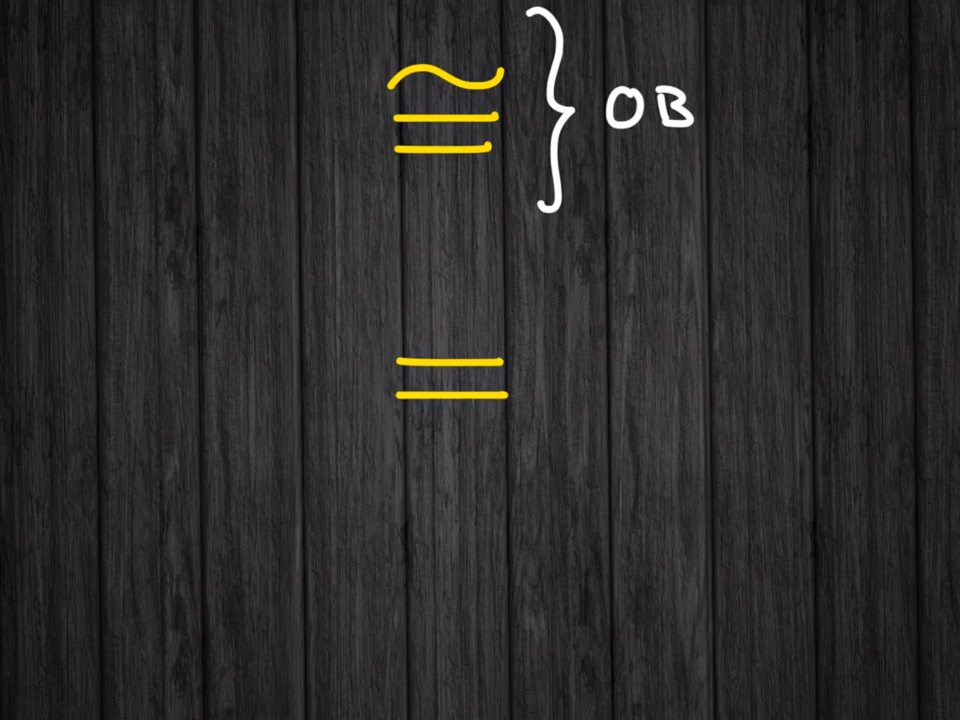 ≅ } OB
=